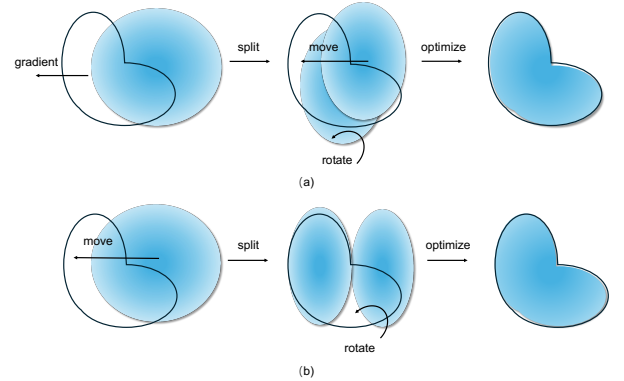 gradient
split
move
optimize
rotate
(a)
move
split
optimize
rotate
(b)